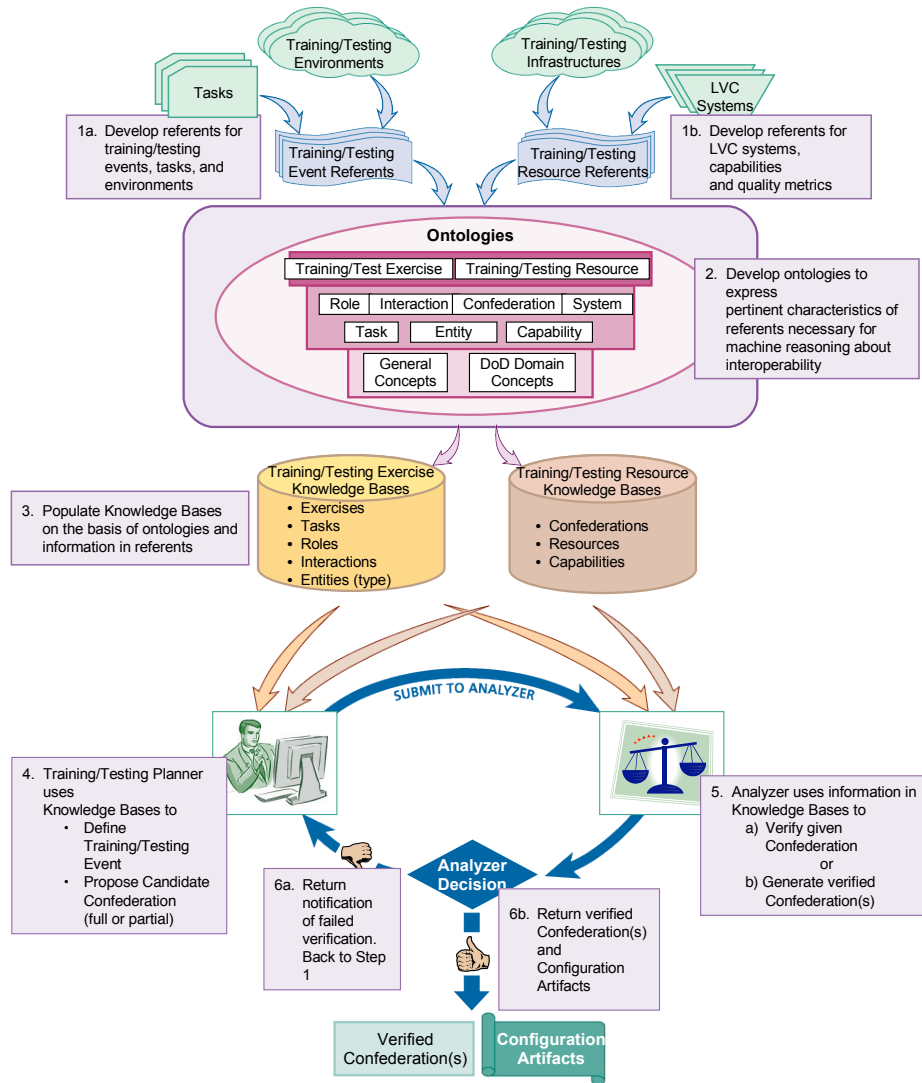 Training/Testing
Environments
Training/Testing
Infrastructures
Tasks
LVC
Systems
1a. Develop referents for
training/testing
events, tasks, and
environments
Training/Testing
Event Referents
Training/Testing
Resource Referents
1b. Develop referents for
LVC systems,
capabilities
and quality metrics
Ontologies
Training/Test Exercise
Training/Testing Resource
Role
Interaction
Confederation
System
Task
Entity
Capability
General
Concepts
DoD Domain
Concepts
2. Develop ontologies to
express
pertinent characteristics of
referents necessary for
machine reasoning about
interoperability
3. Populate Knowledge Bases
on the basis of ontologies and
information in referents
Training/Testing Exercise
Knowledge Bases
• Exercises
• Tasks
• Roles
• Interactions
• Entities (type)
Training/Testing Resource
Knowledge Bases
• Confederations
• Resources
• Capabilities
SUBMIT TO ANALYZER
4. Training/Testing Planner
uses
Knowledge Bases to
• Define
Training/Testing
Event
• Propose Candidate
Confederation
(full or partial)
5. Analyzer uses information in
Knowledge Bases to
a) Verify given
Confederation
or
b) Generate verified
Confederation(s)
Analyzer
Decision
6a. Return
notification
of failed
verification.
Back to Step
1
6b. Return verified
Confederation(s)
and
Configuration
Artifacts
Verified
Confederation(s)
Configuration
Artifacts